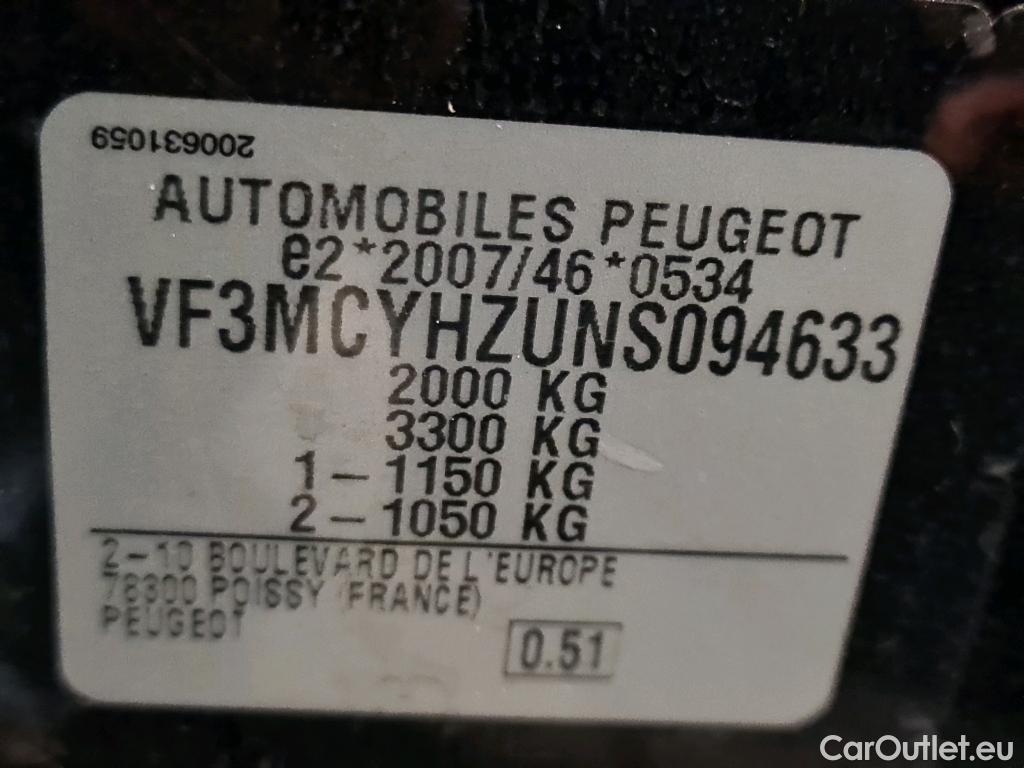 200631059
AUTOMOBILES PEUGEOT
e2*2007/46*0534
VF3MCYHZUNS094633
2000 KG
3300 KG
1 - 1150 KG
2 - 1050 KG
2-10 BOULEVARD DE L'EUROPE
78300 POISSY (FRANCE)
PEUGEOT
0.51
CarOutlet.eu